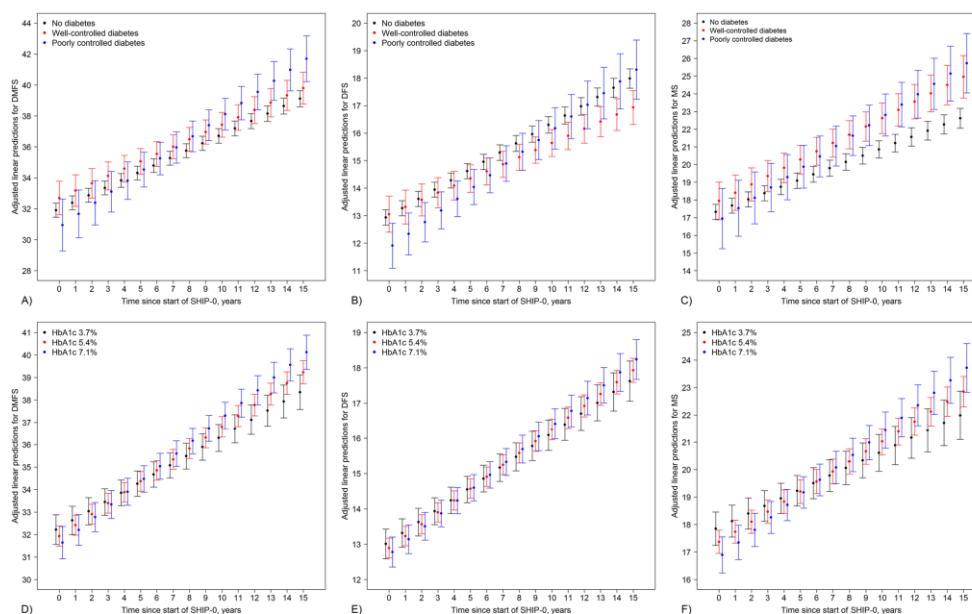 No diabetes
Well-controlled diabetes
Poorly controlled diabetes
Adjusted linear predictions for DMFS
44
42
40
38
36
34
32
30
28
0 1 2 3 4 5 6 7 8 9 10 11 12 13 14 15
A) Time since start of SHIP-0, years
No diabetes
Well-controlled diabetes
Poorly controlled diabetes
Adjusted linear predictions for DFS
20
19
18
17
16
15
14
13
12
11
10
0 1 2 3 4 5 6 7 8 9 10 11 12 13 14 15
B) Time since start of SHIP-0, years
No diabetes
Well-controlled diabetes
Poorly controlled diabetes
Adjusted linear predictions for MS
28
27
26
25
24
23
22
21
20
19
18
17
16
15
14
0 1 2 3 4 5 6 7 8 9 10 11 12 13 14 15
C) Time since start of SHIP-0, years
HbA1c 3.7%
HbA1c 5.4%
HbA1c 7.1%
Adjusted linear predictions for DMFS
41
40
39
38
37
36
35
34
33
32
31
30
0 1 2 3 4 5 6 7 8 9 10 11 12 13 14 15
D) Time since start of SHIP-0, years
HbA1c 3.7%
HbA1c 5.4%
HbA1c 7.1%
Adjusted linear predictions for DFS
19
18
17
16
15
14
13
12
0 1 2 3 4 5 6 7 8 9 10 11 12 13 14 15
E) Time since start of SHIP-0, years
HbA1c 3.7%
HbA1c 5.4%
HbA1c 7.1%
Adjusted linear predictions for MS
25
24
23
22
21
20
19
18
17
16
0 1 2 3 4 5 6 7 8 9 10 11 12 13 14 15
F) Time since start of SHIP-0, years